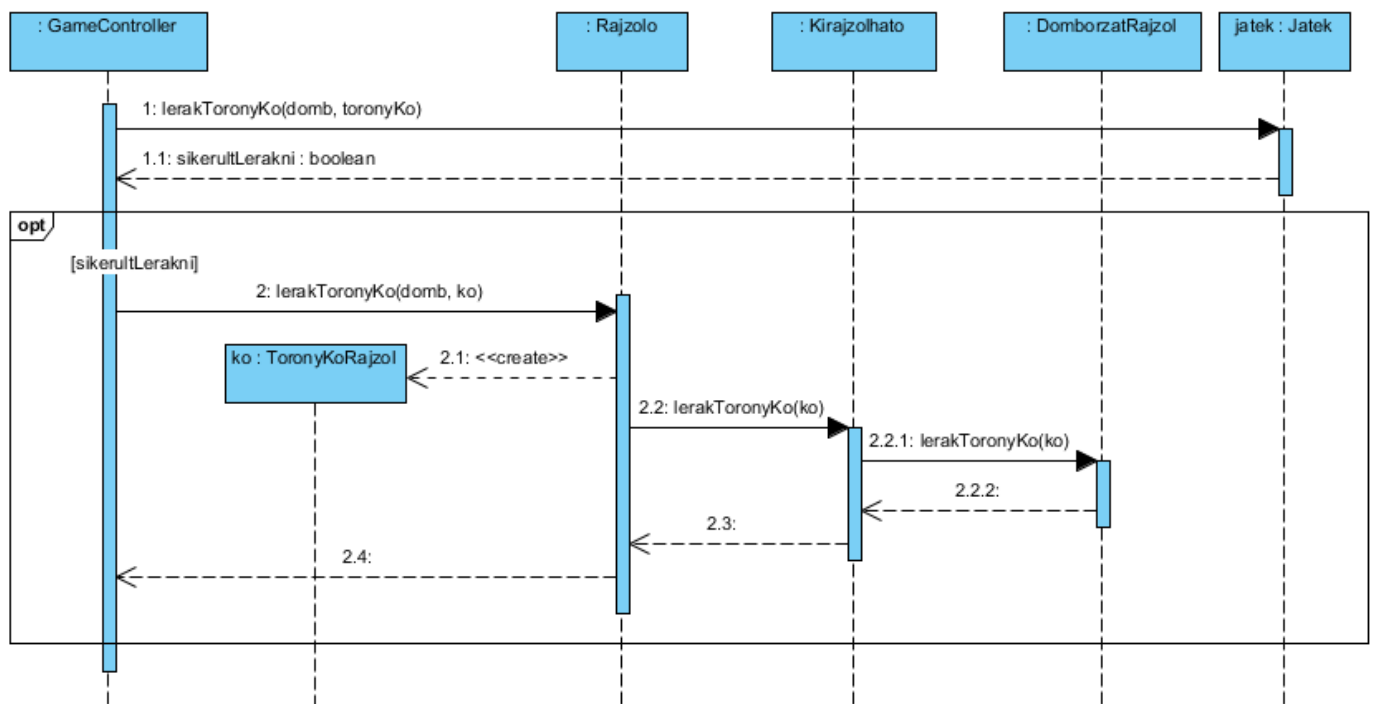 : GameController
: Rajzolo
: Kirajzolhato
: DomborzatRajzol
jatek : Jatek
1: lerakToronyKo(domb, toronyKo)
1.1: sikerultLerakni : boolean
opt
[sikerultLerakni]
2: lerakToronyKo(domb, ko)
ko : ToronyKoRajzol
2.1: <<create>>
2.2: lerakToronyKo(ko)
2.2.1: lerakToronyKo(ko)
2.2.2:
2.3:
2.4: